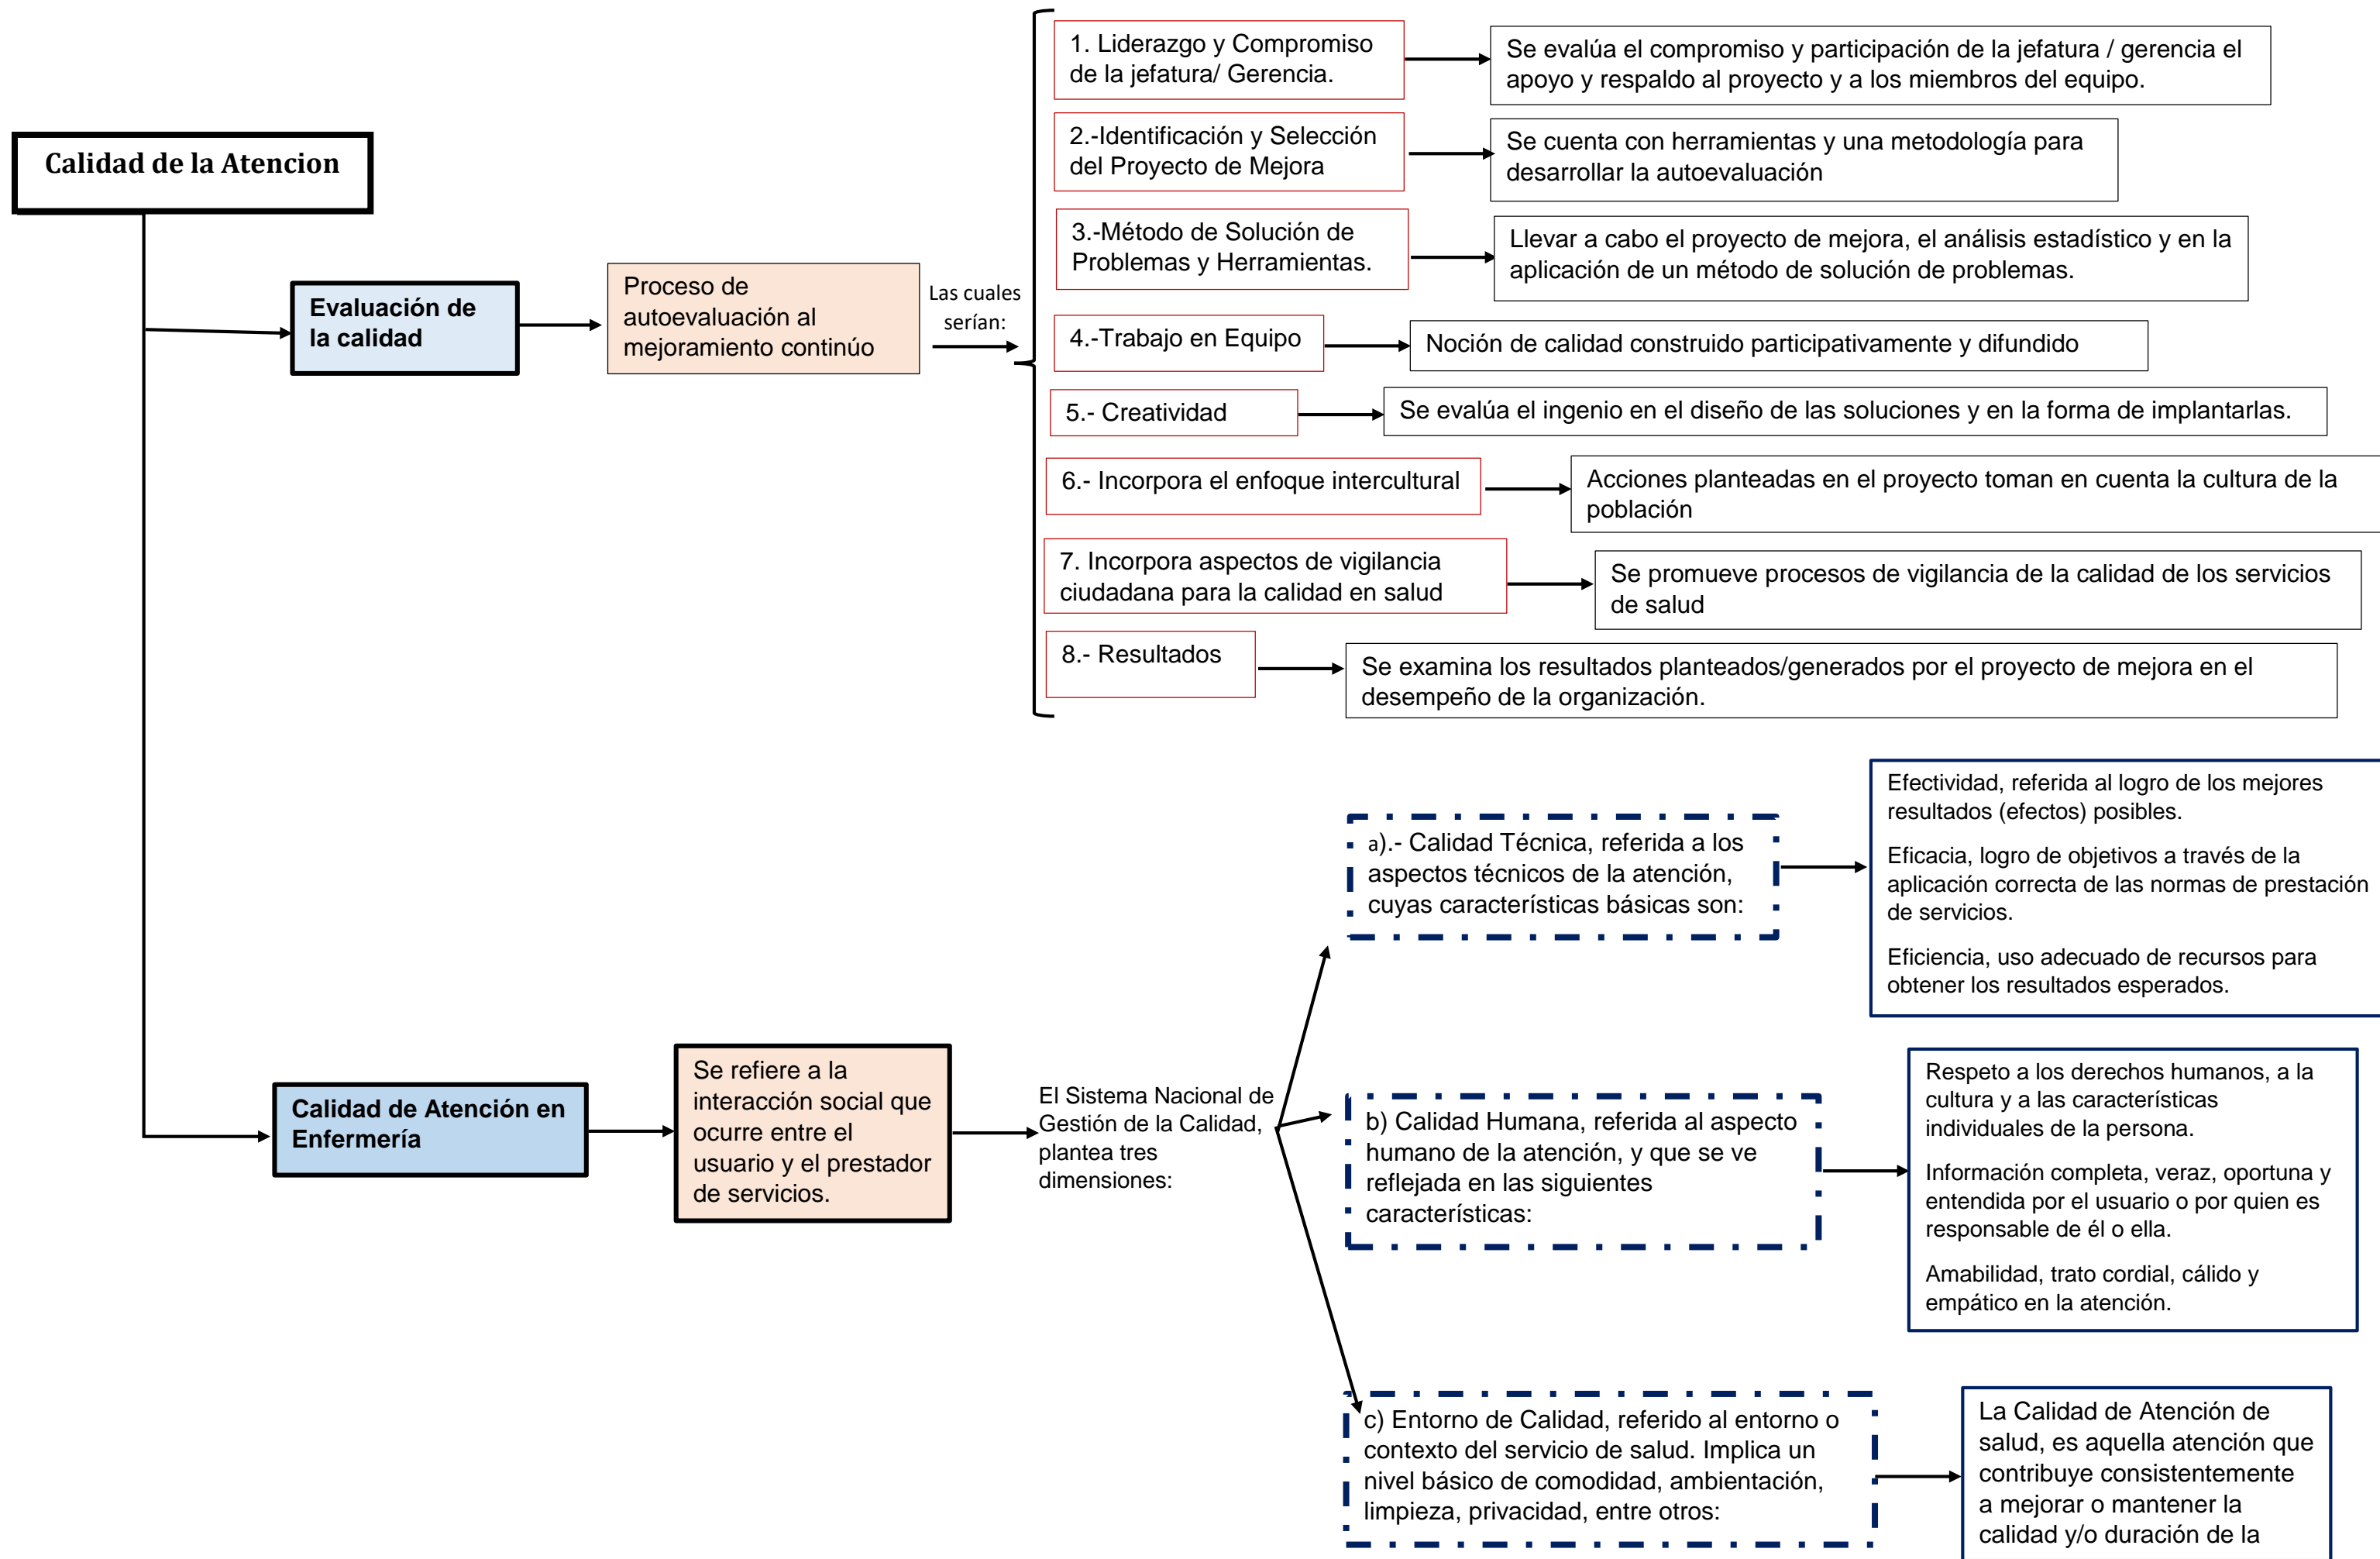 Calidad de la Atencion
Evaluación de
la calidad
Proceso de
autoevaluación al
mejoramiento continúo
Las cuales
serían:
1. Liderazgo y Compromiso
de la jefatura/ Gerencia.
Se evalúa el compromiso y participación de la jefatura / gerencia el
apoyo y respaldo al proyecto y a los miembros del equipo.
2.-Identificación y Selección
del Proyecto de Mejora
Se cuenta con herramientas y una metodología para
desarrollar la autoevaluación
3.-Método de Solución de
Problemas y Herramientas.
Llevar a cabo el proyecto de mejora, el análisis estadístico y en la
aplicación de un método de solución de problemas.
4.-Trabajo en Equipo
Noción de calidad construido participativamente y difundido
5.- Creatividad
Se evalúa el ingenio en el diseño de las soluciones y en la forma de implantarlas.
6.- Incorpora el enfoque intercultural
Acciones planteadas en el proyecto toman en cuenta la cultura de la
población
7. Incorpora aspectos de vigilancia
ciudadana para la calidad en salud
Se promueve procesos de vigilancia de la calidad de los servicios
de salud
8.- Resultados
Se examina los resultados planteados/generados por el proyecto de mejora en el
desempeño de la organización.
Calidad de Atención en
Enfermería
Se refiere a la
interacción social que
ocurre entre el
usuario y el prestador
de servicios.
El Sistema Nacional de
Gestión de la Calidad,
plantea tres
dimensiones:
a).- Calidad Técnica, referida a los
aspectos técnicos de la atención,
cuyas características básicas son:
Efectividad, referida al logro de los mejores
resultados (efectos) posibles.
Eficacia, logro de objetivos a través de la
aplicación correcta de las normas de prestación
de servicios.
Eficiencia, uso adecuado de recursos para
obtener los resultados esperados.
b) Calidad Humana, referida al aspecto
humano de la atención, y que se ve
reflejada en las siguientes
características:
Respeto a los derechos humanos, a la
cultura y a las características
individuales de la persona.
Información completa, veraz, oportuna y
entendida por el usuario o por quien es
responsable de él o ella.
Amabilidad, trato cordial, cálido y
empático en la atención.
c) Entorno de Calidad, referido al entorno o
contexto del servicio de salud. Implica un
nivel básico de comodidad, ambientación,
limpieza, privacidad, entre otros:
La Calidad de Atención de
salud, es aquella atención que
contribuye consistentemente
a mejorar o mantener la
calidad y/o duración de la